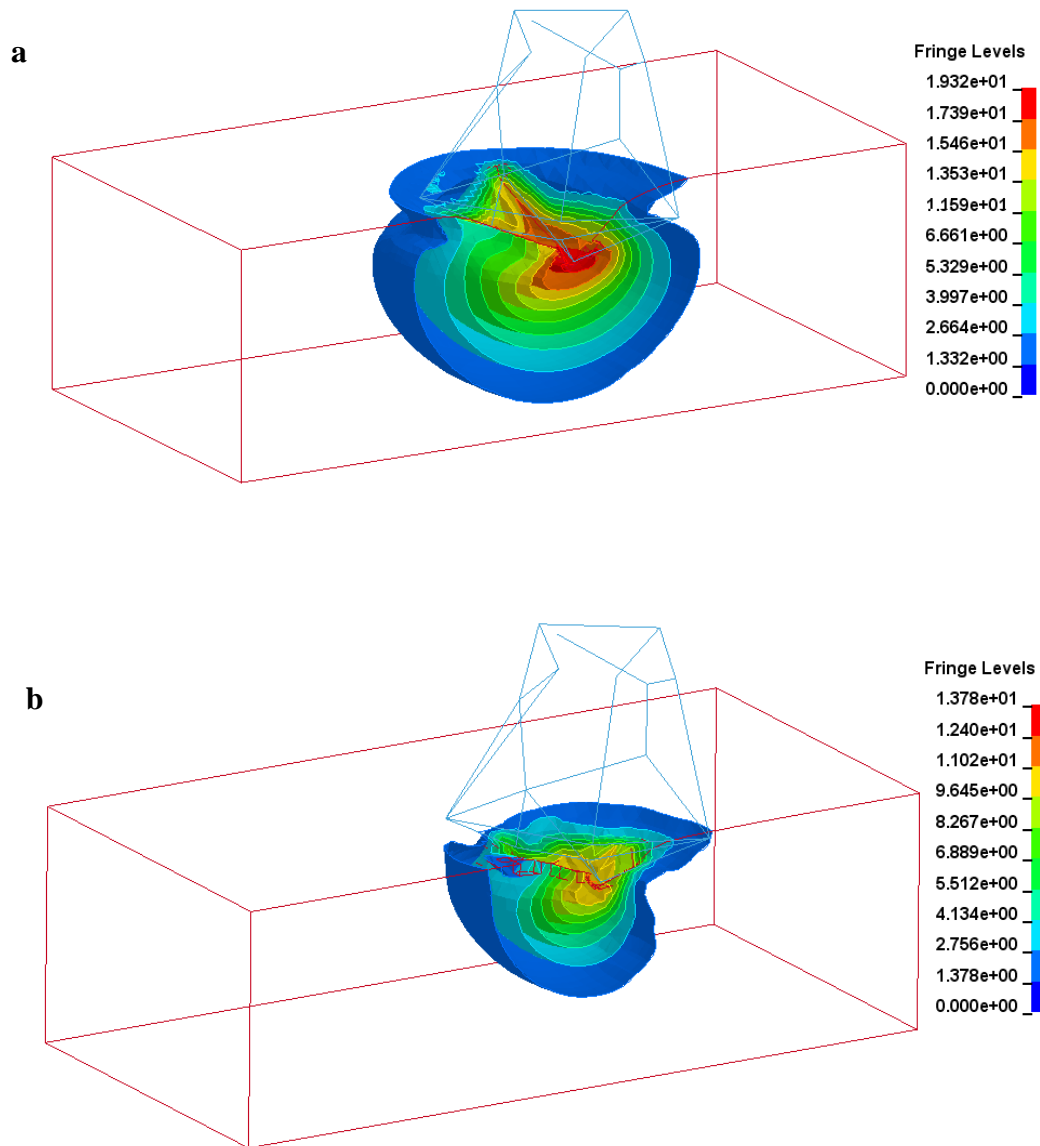 a
Fringe Levels
1.932e+01
1.739e+01
1.546e+01
1.353e+01
1.159e+01
6.661e+00
5.329e+00
3.997e+00
2.664e+00
1.332e+00
0.000e+00
b
Fringe Levels
1.378e+01
1.240e+01
1.102e+01
9.645e+00
8.267e+00
6.889e+00
5.512e+00
4.134e+00
2.756e+00
1.378e+00
0.000e+00